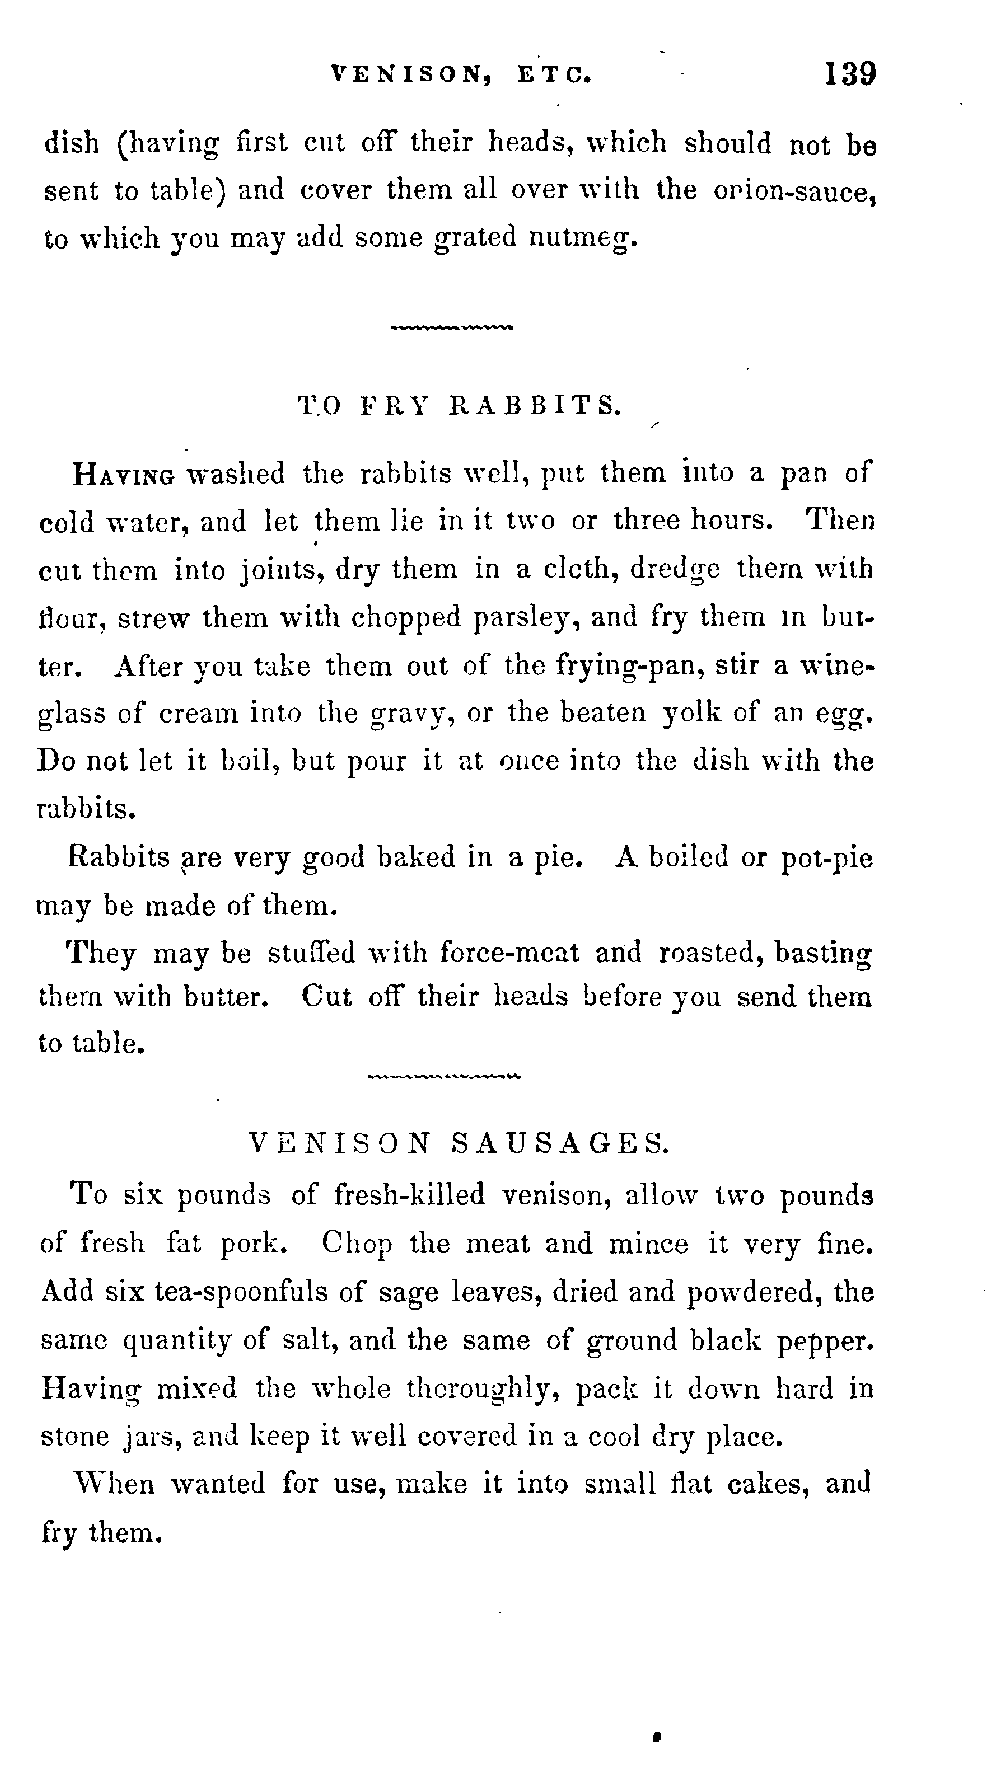 VENISON, ETC. 139
dish (having first cut off their heads, which should not be
sent to table) and cover them all over with the onion-sauce,
to which you may add some grated nutmeg.
TO FRY RABBITS.
HAVING washed the rabbits well, put them into a pan of
cold water, and let them lie in it two or three hours. Then
cut them into joints, dry them in a cloth, dredge them with
flour, strew them with chopped parsley, and fry them in but-
ter. After you take them out of the frying-pan, stir a wine-
glass of cream into the gravy, or the beaten yolk of an egg.
Do not let it boil, but pour it at once into the dish with the
rabbits.
Rabbits are very good baked in a pie. A boiled or pot-pie
may be made of them.
They may be stuffed with force-meat and roasted, basting
them with butter. Cut off their heads before you send them
to table.
VENISON SAUSAGES.
To six pounds of fresh-killed venison, allow two pounds
of fresh fat pork. Chop the meat and mince it very fine.
Add six tea-spoonfuls of sage leaves, dried and powdered, the
same quantity of salt, and the same of ground black pepper.
Having mixed the whole thoroughly, pack it down hard in
stone jars, and keep it well covered in a cool dry place.
When wanted for use, make it into small flat cakes, and
fry them.